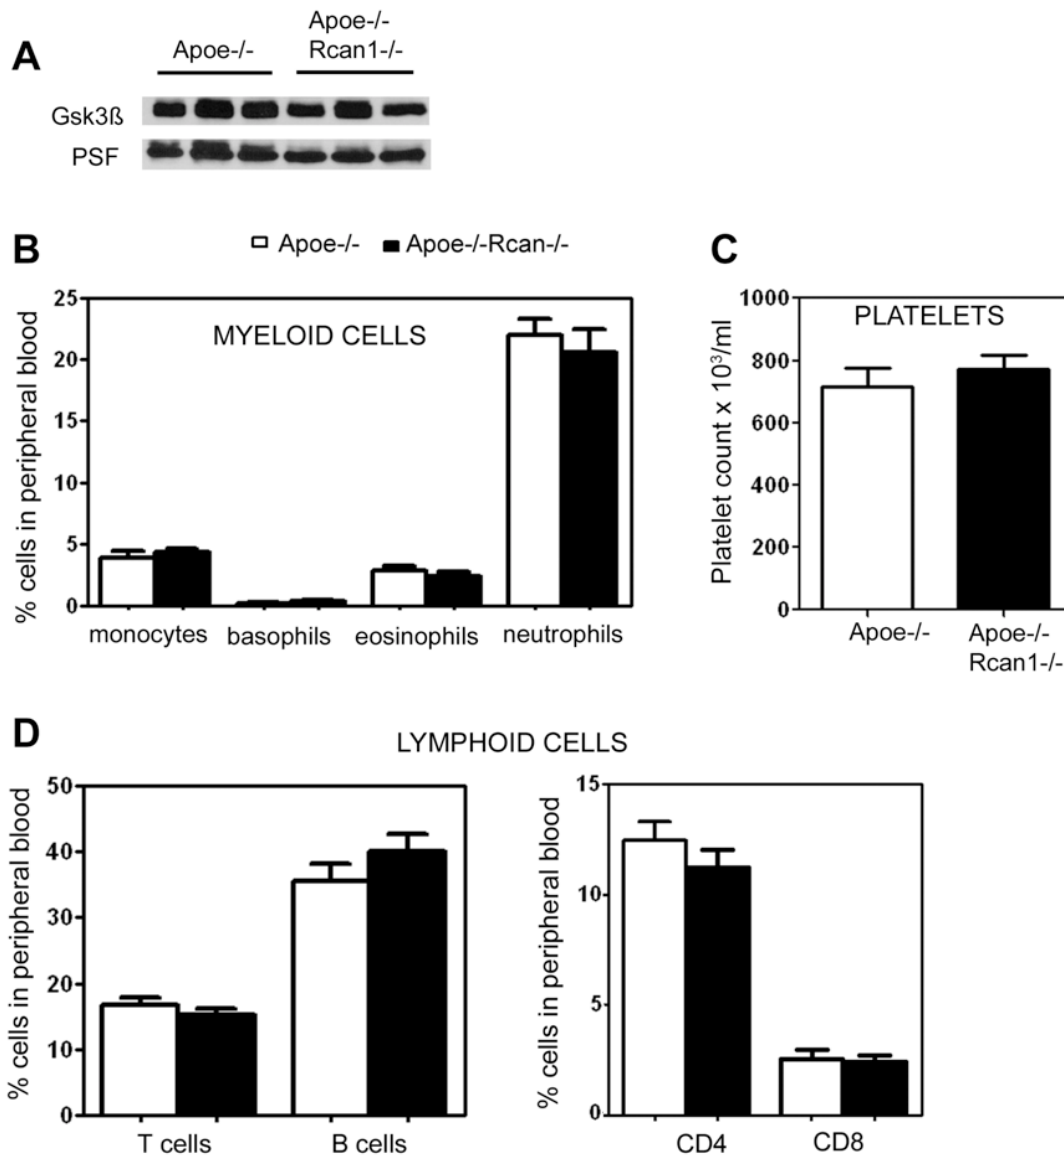 A
Apoe-/-
Apoe-/-
Rcan1-/-
Gsk3ß
PSF
B
Apoe-/- Apoe-/-Rcan-/-
% cells in peripheral blood
25
20
15
10
5
0
MYELOID CELLS
monocytes basophils eosinophils neutrophils
C
Platelet count x 10³/ml
1000
800
600
400
200
0
PLATELETS
Apoe-/- Apoe-/-
Rcan1-/-
D
LYMPHOID CELLS
% cells in peripheral blood
50
40
30
20
10
0
T cells B cells
% cells in peripheral blood
15
10
5
0
CD4 CD8